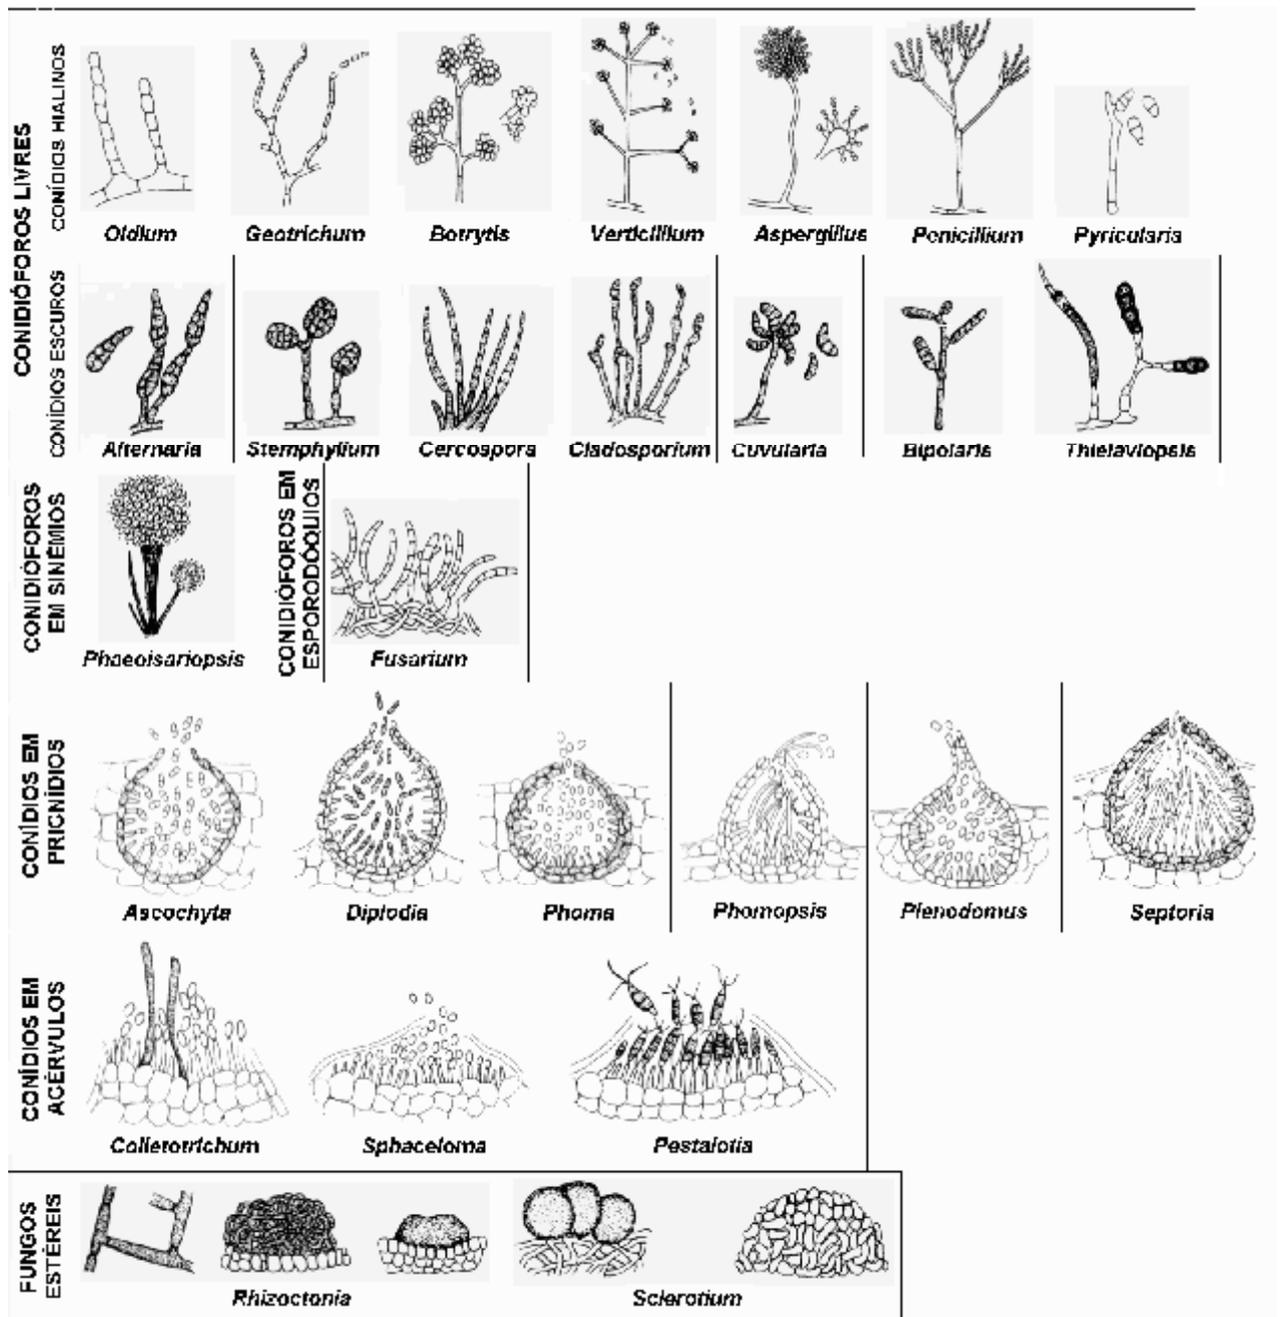 CONIDIÓFOROS LIVRES
CONÍDIOS HIALINOS
Oidium Geotrichum Botrytis Verticillium Aspergillus Penicillium Pyricularia
CONÍDIOS ESCUROS
Alternaria Stemphylium Cercospora Cladosporium Cuvularia Bipolaris Thielaviopsis
CONIDIÓFOROS
EM SINÊMIOS
Phaeoisariopsis
CONIDIÓFOROS EM
ESPORODÓQUIOS
Fusarium
CONÍDIOS EM
PRICNÍDIOS
Ascochyta Diplodia Phoma Phomopsis Plenodomus Septoria
CONÍDIOS EM
ACÉRVULOS
Colletotrichum Sphaceloma Pestalotia
FUNGOS
ESTÉREIS
Rhizoctonia Sclerotium